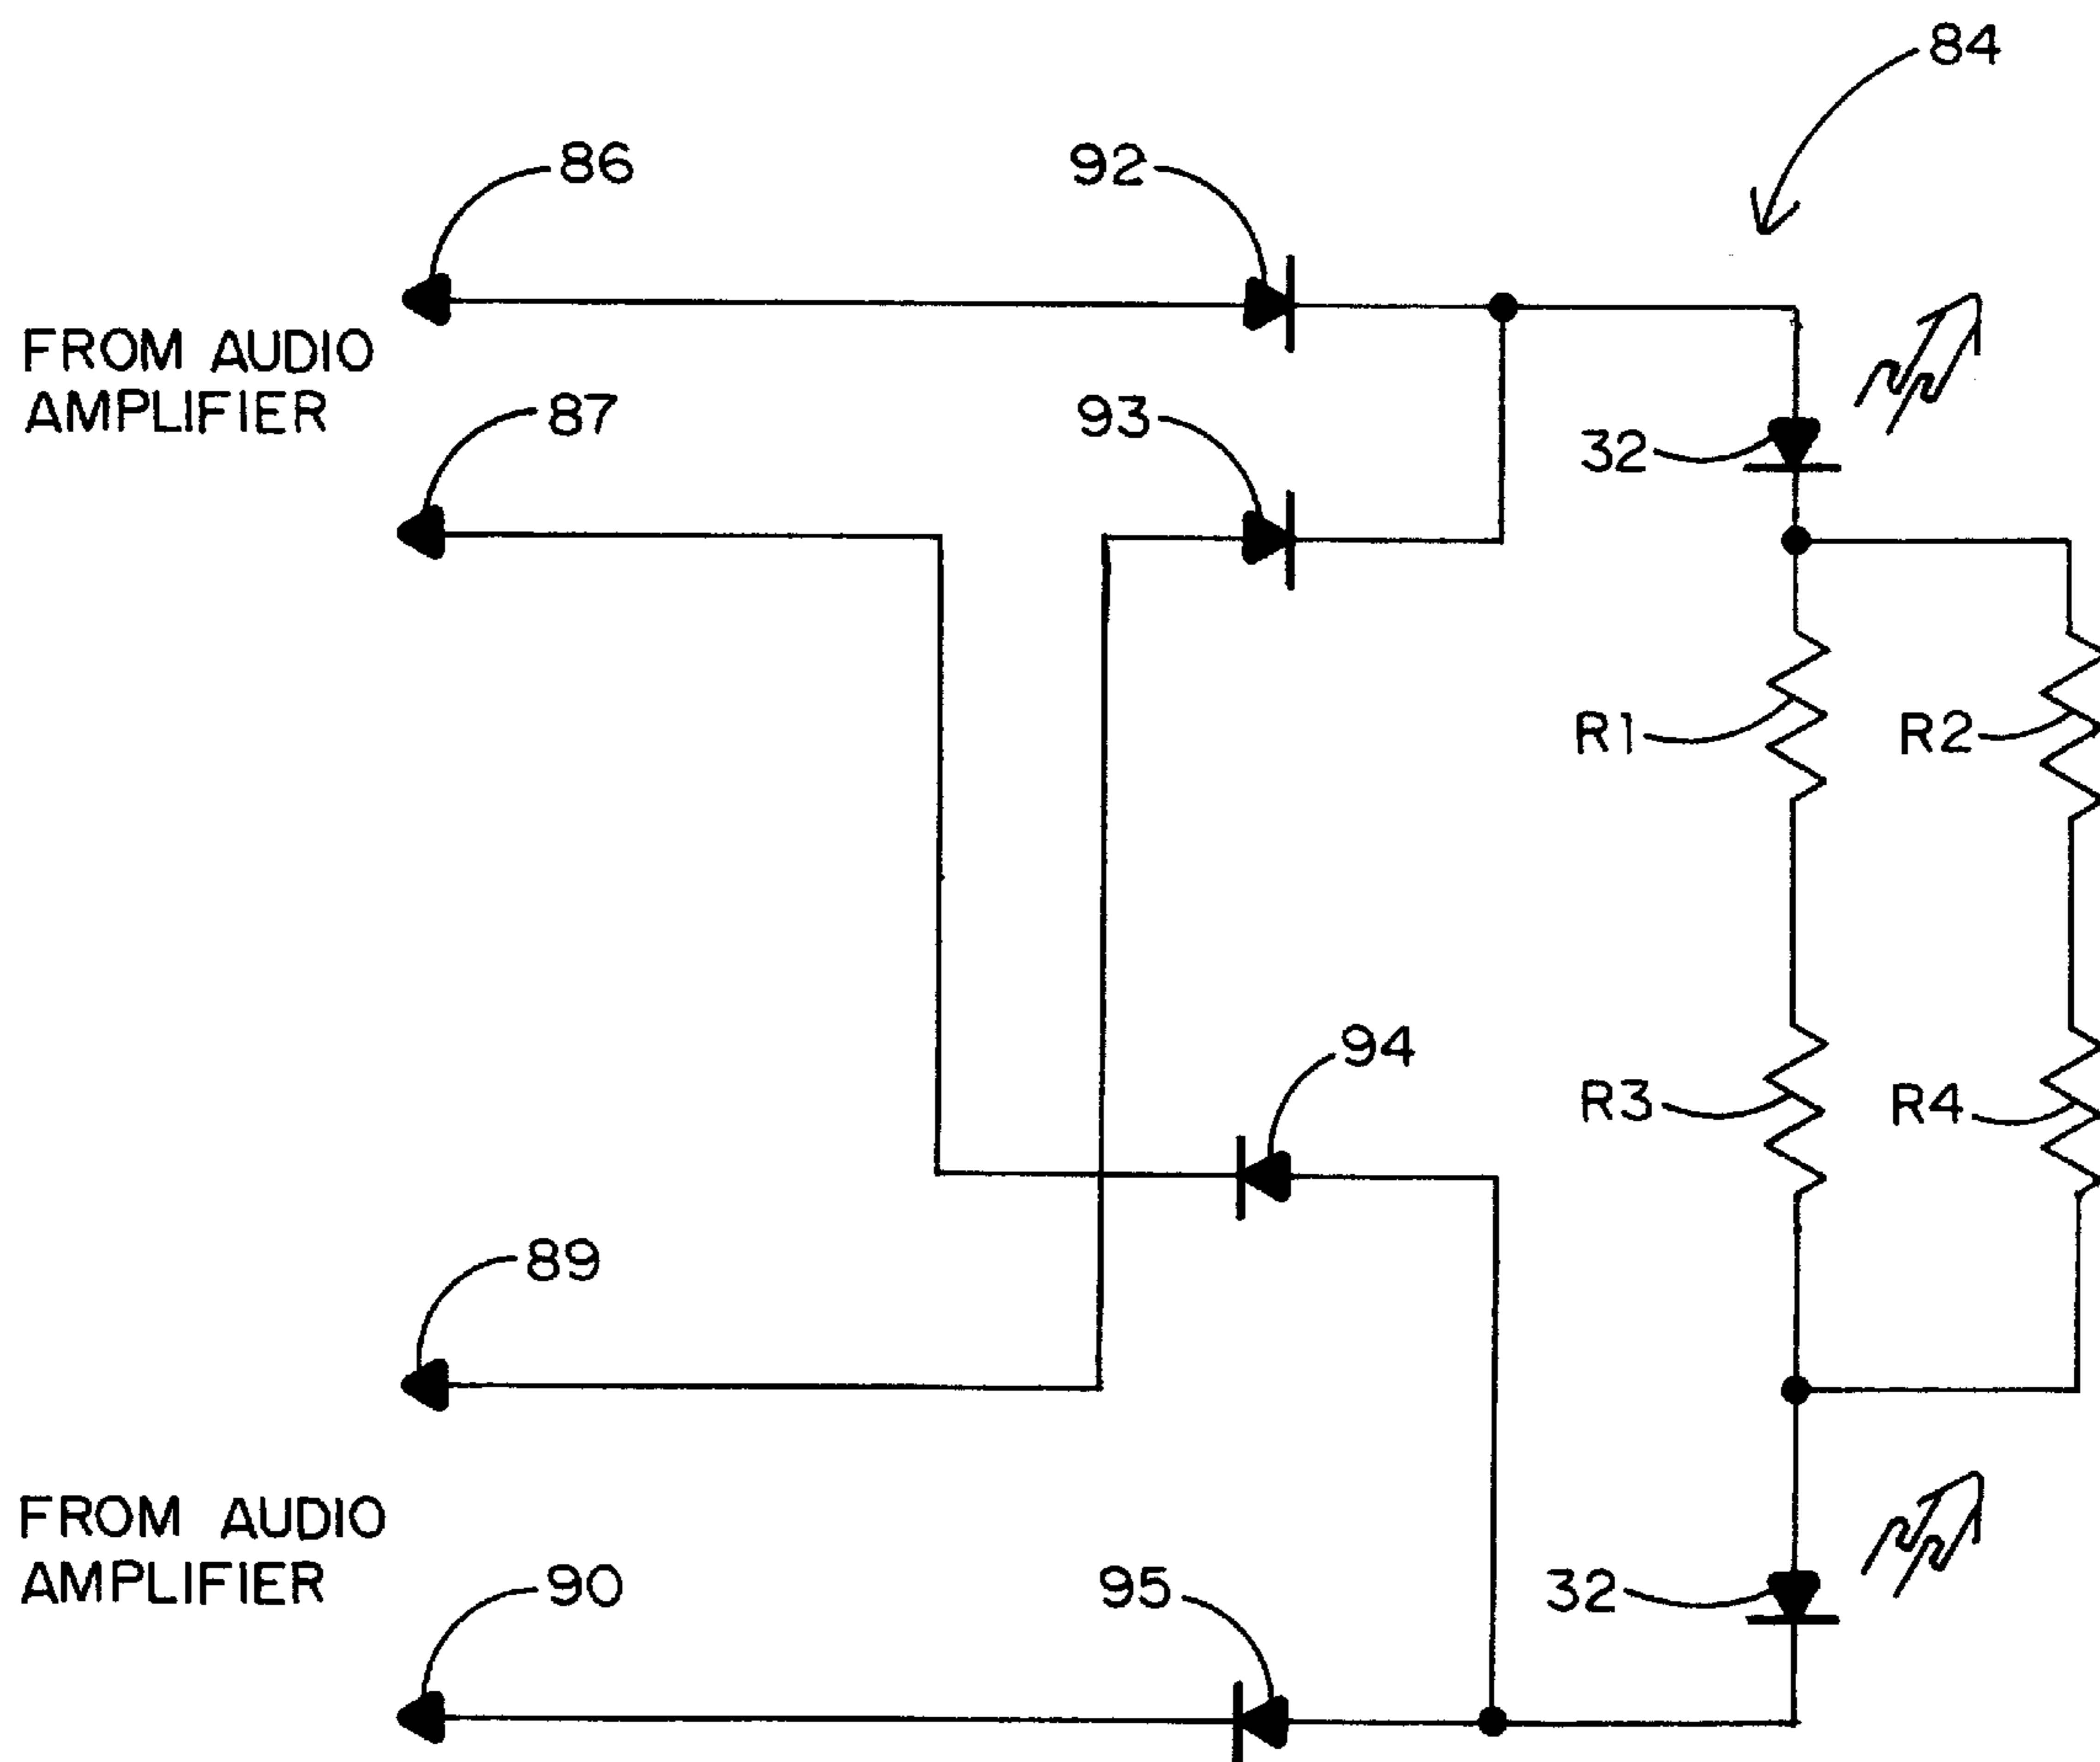 84
86
92
FROM AUDIO
AMPLIFIER
87
93
32
R1
R2
94
R3
R4
89
FROM AUDIO
AMPLIFIER
90
95
32